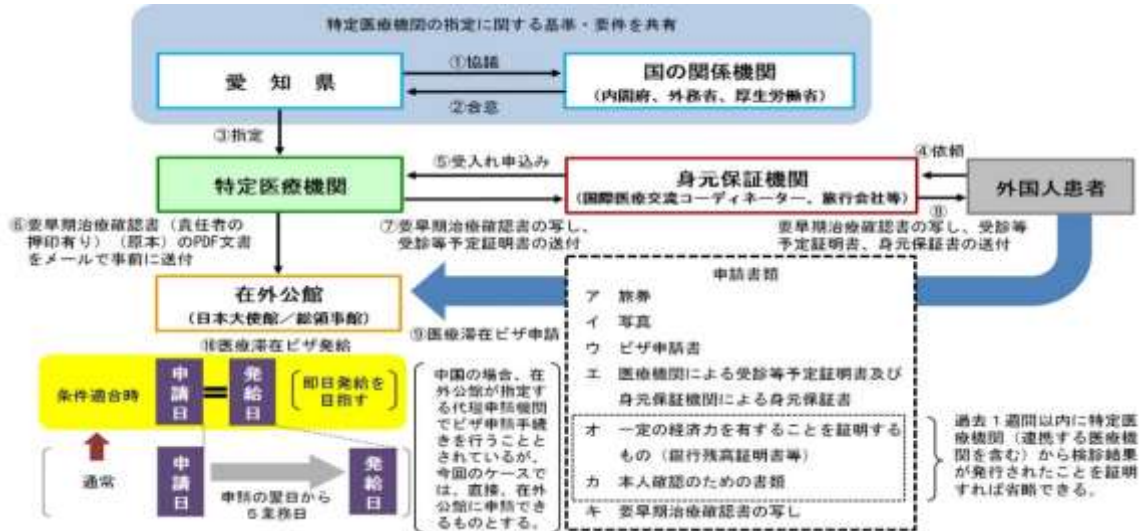 特定医療機関の指定に関する基準・要件を共有
愛知県
①協議
②合意
国の関係機関
(内閣府、外務省、厚生労働省)
③指定
特定医療機関
⑤受入れ申込み
身元保証機関
(国際医療交流コーディネーター、旅行会社等)
④依頼
⑧
外国人患者
⑥要早期治療確認書(責任者の
押印有り)(原本)のPDF文書
をメールで事前に送付
⑦要早期治療確認書の写し、
受診等予定証明書の送付
要早期治療確認書の写し、受診等
予定証明書、身元保証書の送付
在外公館
(日本大使館/総領事館)
⑨医療滞在ビザ申請
⑩医療滞在ビザ発給
条件適合時
申請日
発給日
即日発給を
目指す
通常
申請日
申請の翌日から
5業務日
発給日
中国の場合、在
外公館が指定す
る代理申請機関
でビザ申請手続
きを行うことと
されているが、
今回のケースで
は、直接、在外
公館に申請でき
るものとする。
申請書類
ア 旅券
イ 写真
ウ ビザ申請書
エ 医療機関による受診等予定証明書及び
身元保証機関による身元保証書
オ 一定の経済力を有することを証明する
もの(銀行残高証明書等)
カ 本人確認のための書類
キ 要早期治療確認書の写し
過去1週間以内に特定医
療機関(連携する医療機
関を含む)から検診結果
が発行されたことを証明
すれば省略できる。